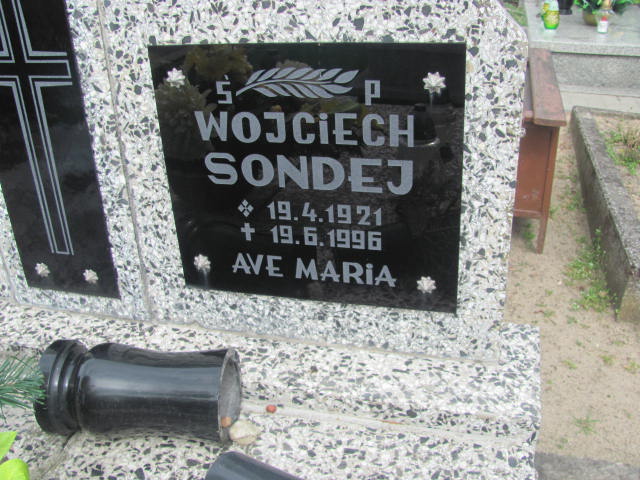 Ś P
WOJCIECH
SONDEJ
19.4.1921
✝ 19.6.1996
AVE MARIA